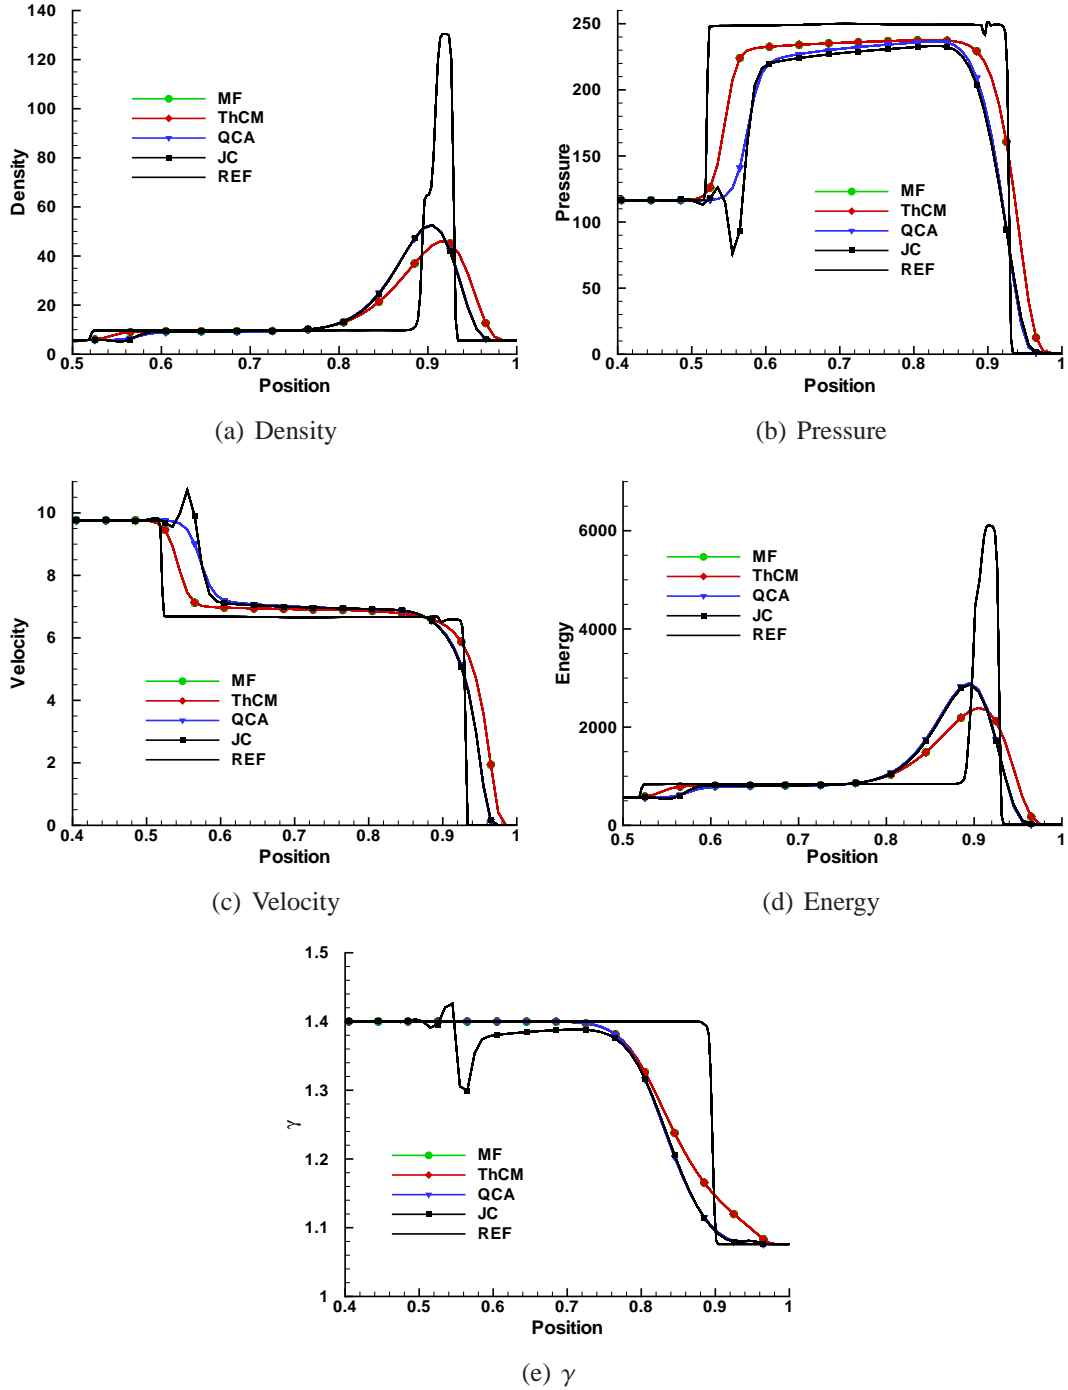 140
120
100
80
60
40
20
0
Density
MF
ThCM
QCA
JC
REF
0.5
0.6
0.7
0.8
0.9
1
Position
(a) Density
250
200
150
100
50
0
Pressure
MF
ThCM
QCA
JC
REF
0.4
0.5
0.6
0.7
0.8
0.9
1
Position
(b) Pressure
10
8
6
4
2
0
Velocity
MF
ThCM
QCA
JC
REF
0.4
0.5
0.6
0.7
0.8
0.9
1
Position
(c) Velocity
6000
4000
2000
0
Energy
MF
ThCM
QCA
JC
REF
0.5
0.6
0.7
0.8
0.9
1
Position
(d) Energy
1.5
1.4
1.3
1.2
1.1
1
γ
MF
ThCM
QCA
JC
REF
0.4
0.5
0.6
0.7
0.8
0.9
1
Position
(e) γ